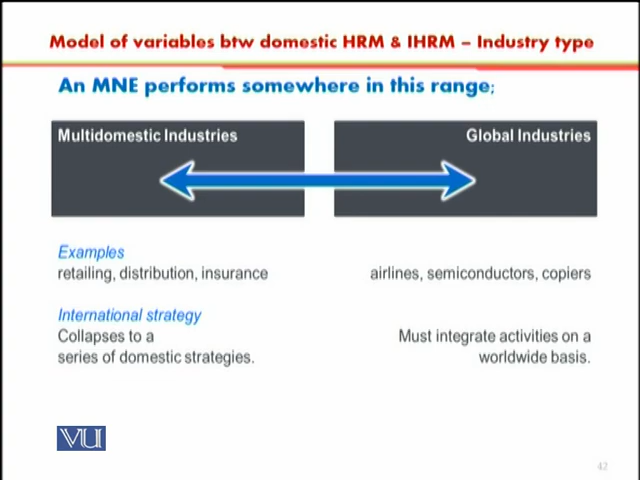 Model of variables btw domestic HRM & IHRM – Industry type
An MNE performs somewhere in this range;
Multidomestic Industries
Global Industries
Examples
retailing, distribution, insurance
airlines, semiconductors, copiers
International strategy
Collapses to a
series of domestic strategies.
Must integrate activities on a
worldwide basis.
VU
42